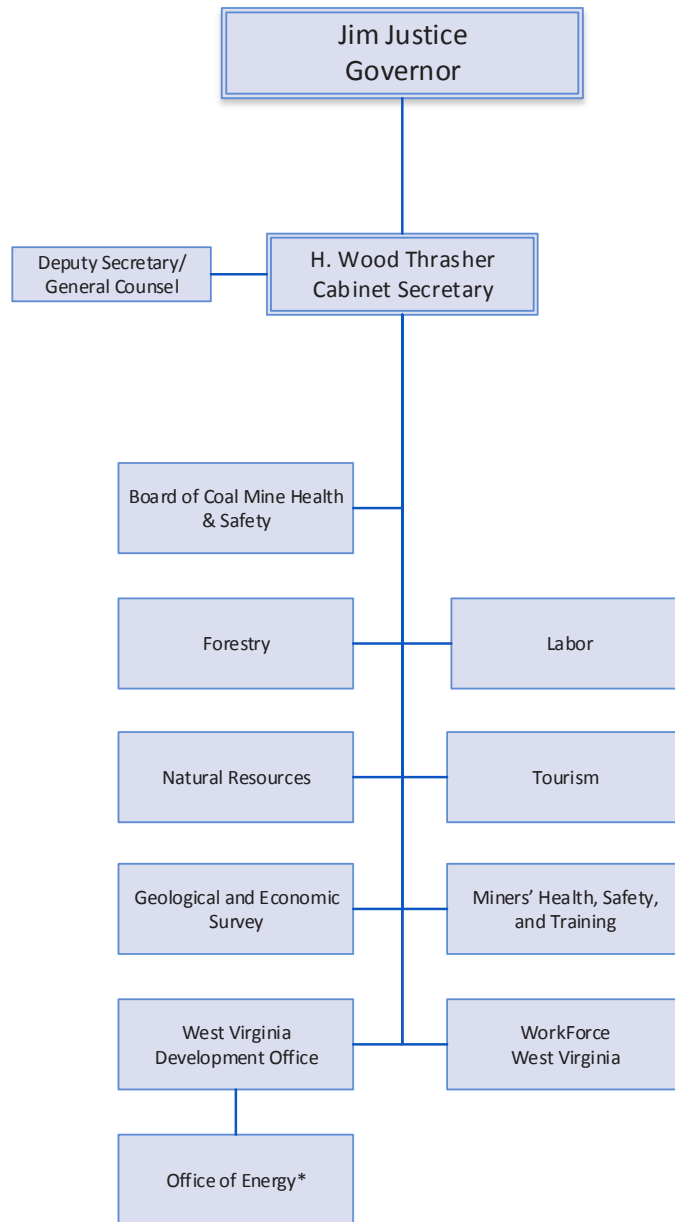 Jim Justice
Governor
Deputy Secretary/
General Counsel
H. Wood Thrasher
Cabinet Secretary
Board of Coal Mine Health
& Safety
Forestry
Labor
Natural Resources
Tourism
Geological and Economic
Survey
Miners’ Health, Safety,
and Training
West Virginia
Development Office
WorkForce
West Virginia
Office of Energy*